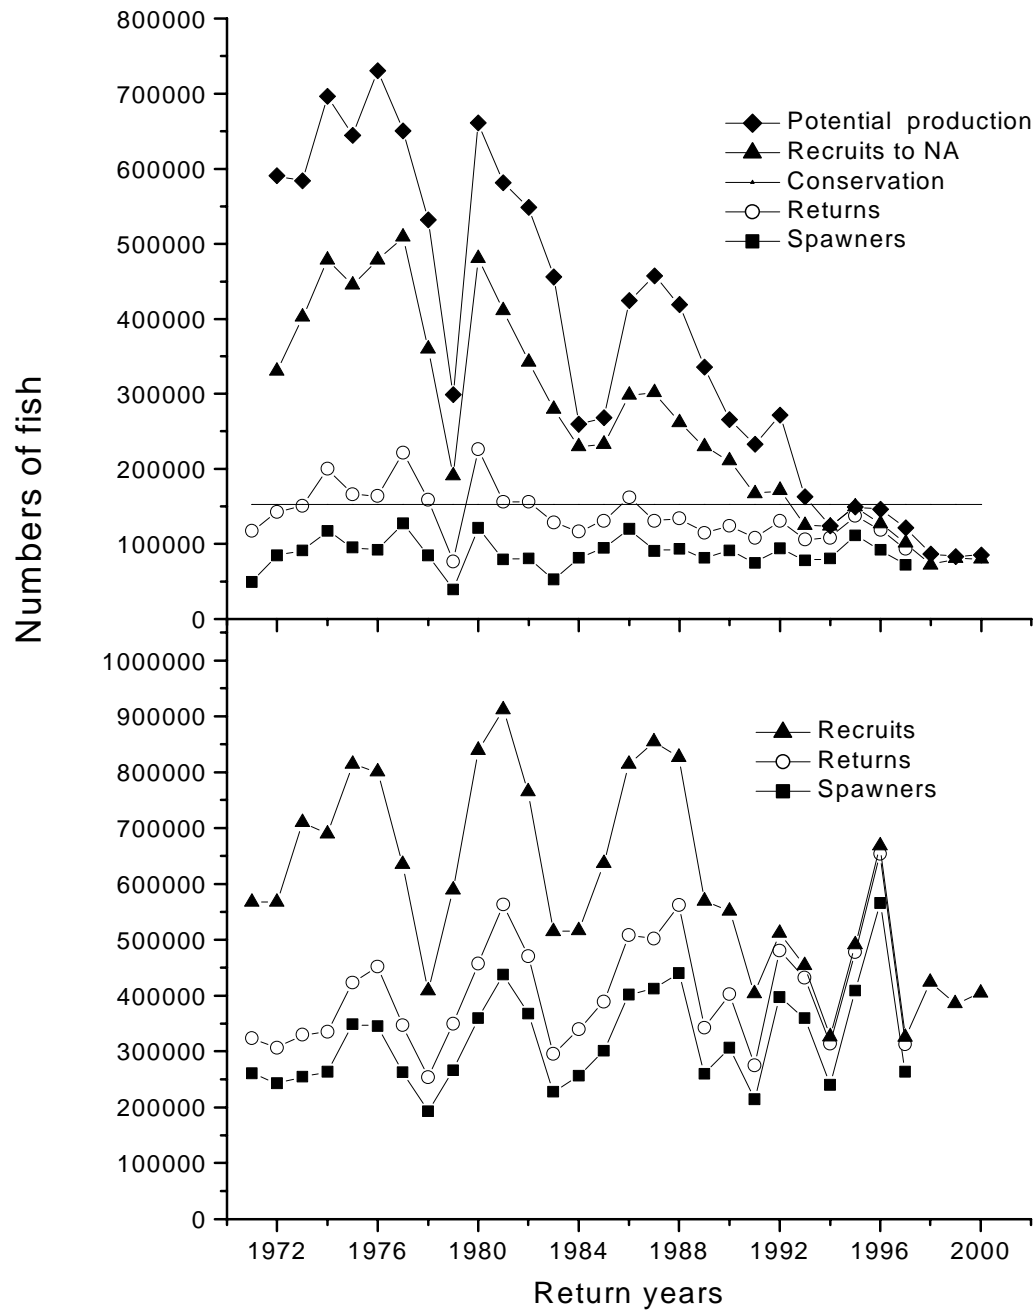 800000
700000
600000
500000
400000
300000
200000
100000
0
Potential production
Recruits to NA
Conservation
Returns
Spawners
Numbers of fish
1000000
900000
800000
700000
600000
500000
400000
300000
200000
100000
0
Recruits
Returns
Spawners
1972 1976 1980 1984 1988 1992 1996 2000
Return years